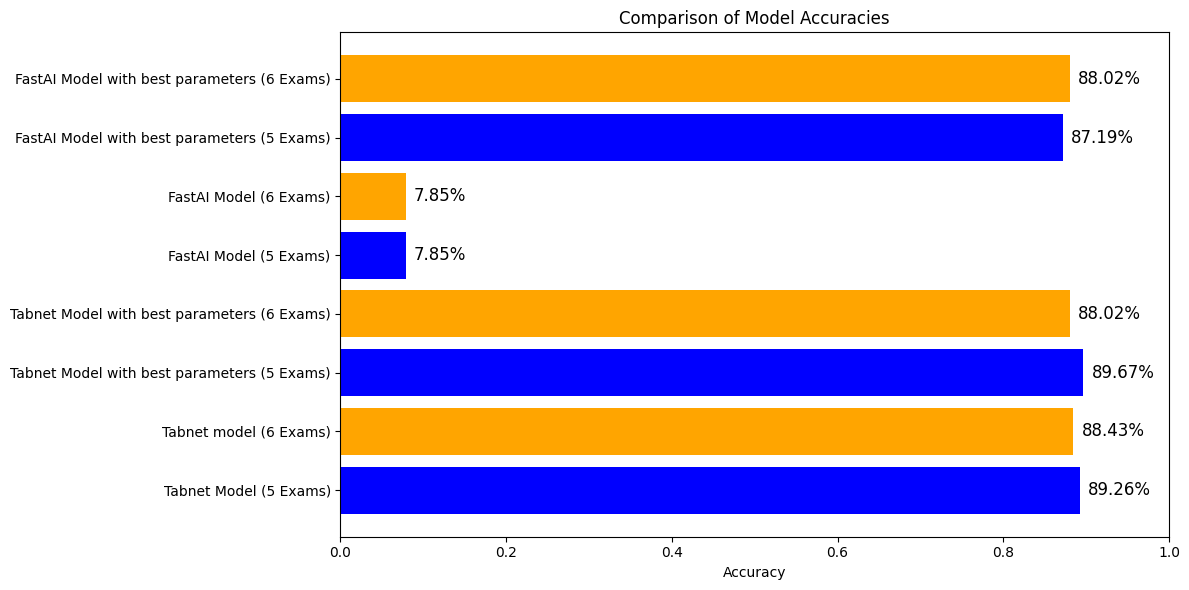 Comparison of Model Accuracies
FastAI Model with best parameters (6 Exams)
88.02%
FastAI Model with best parameters (5 Exams)
87.19%
FastAI Model (6 Exams)
7.85%
FastAI Model (5 Exams)
7.85%
Tabnet Model with best parameters (6 Exams)
88.02%
Tabnet Model with best parameters (5 Exams)
89.67%
Tabnet model (6 Exams)
88.43%
Tabnet Model (5 Exams)
89.26%
0.0 0.2 0.4 0.6 0.8 1.0
Accuracy